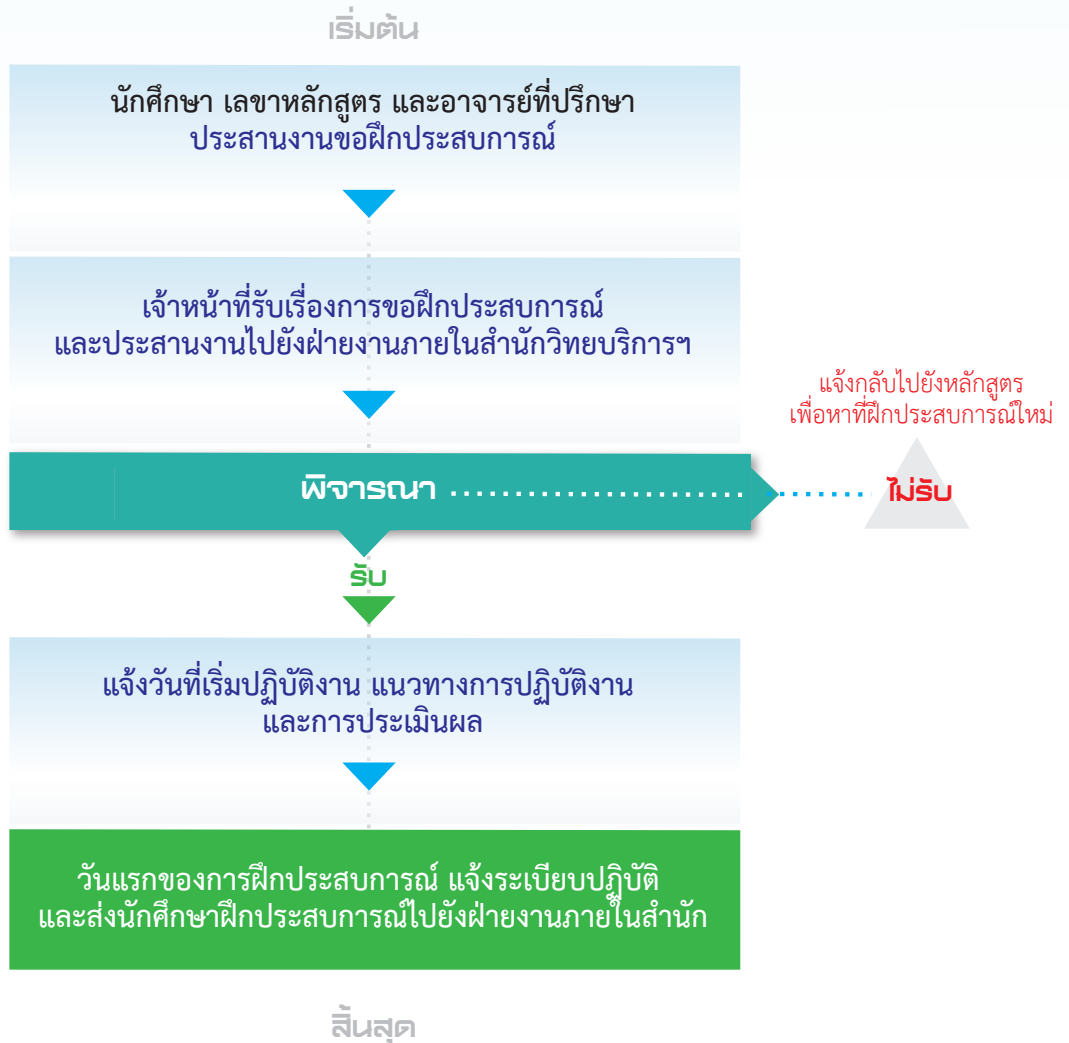 เริ่มต้น
นักศึกษา เลขาหลักสูตร และอาจารย์ที่ปรึกษา
ประสานงานขอฝึกประสบการณ์
เจ้าหน้าที่รับเรื่องการขอฝึกประสบการณ์
และประสานงานไปยังฝ่ายงานภายในสำนักวิทยบริการฯ
แจ้งกลับไปยังหลักสูตร
เพื่อหาที่ฝึกประสบการณ์ใหม่
พิจารณา
ไม่รับ
รับ
แจ้งวันที่เริ่มปฏิบัติงาน แนวทางการปฏิบัติงาน
และการประเมินผล
วันแรกของการฝึกประสบการณ์ แจ้งระเบียบปฏิบัติ
และส่งนักศึกษาฝึกประสบการณ์ไปยังฝ่ายงานภายในสำนัก
สิ้นสุด